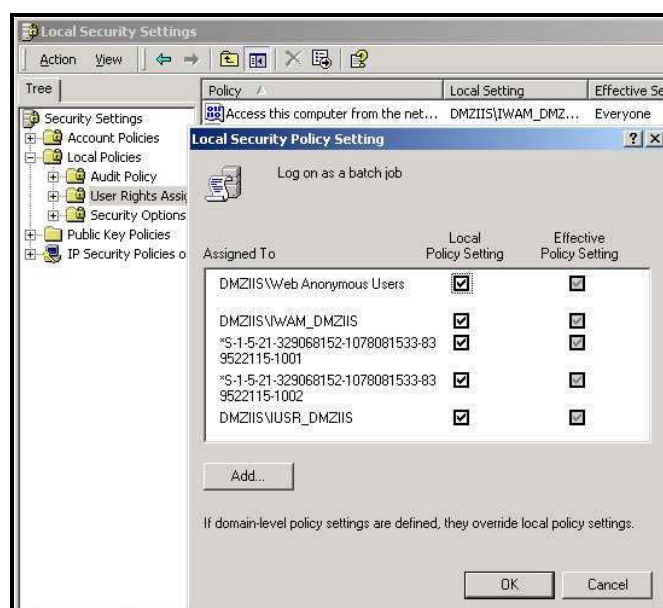 Local Security Settings
Action View
Tree
Policy Local Setting Effective Se
Access this computer from the net... DMZIIS\IWAM_DMZ... Everyone
Security Settings
Account Policies
Local Policies
Audit Policy
User Rights Assi
Security Options
Public Key Policies
IP Security Policies o
Local Security Policy Setting
Log on as a batch job
Assigned To
Local
Policy Setting
Effective
Policy Setting
DMZIIS\Web Anonymous Users
DMZIIS\IWAM_DMZIIS
*S-1-5-21-329068152-1078081533-83
9522115-1001
*S-1-5-21-329068152-1078081533-83
9522115-1002
DMZIIS\IUSR_DMZIIS
Add...
If domain-level policy settings are defined, they override local policy settings.
OK Cancel